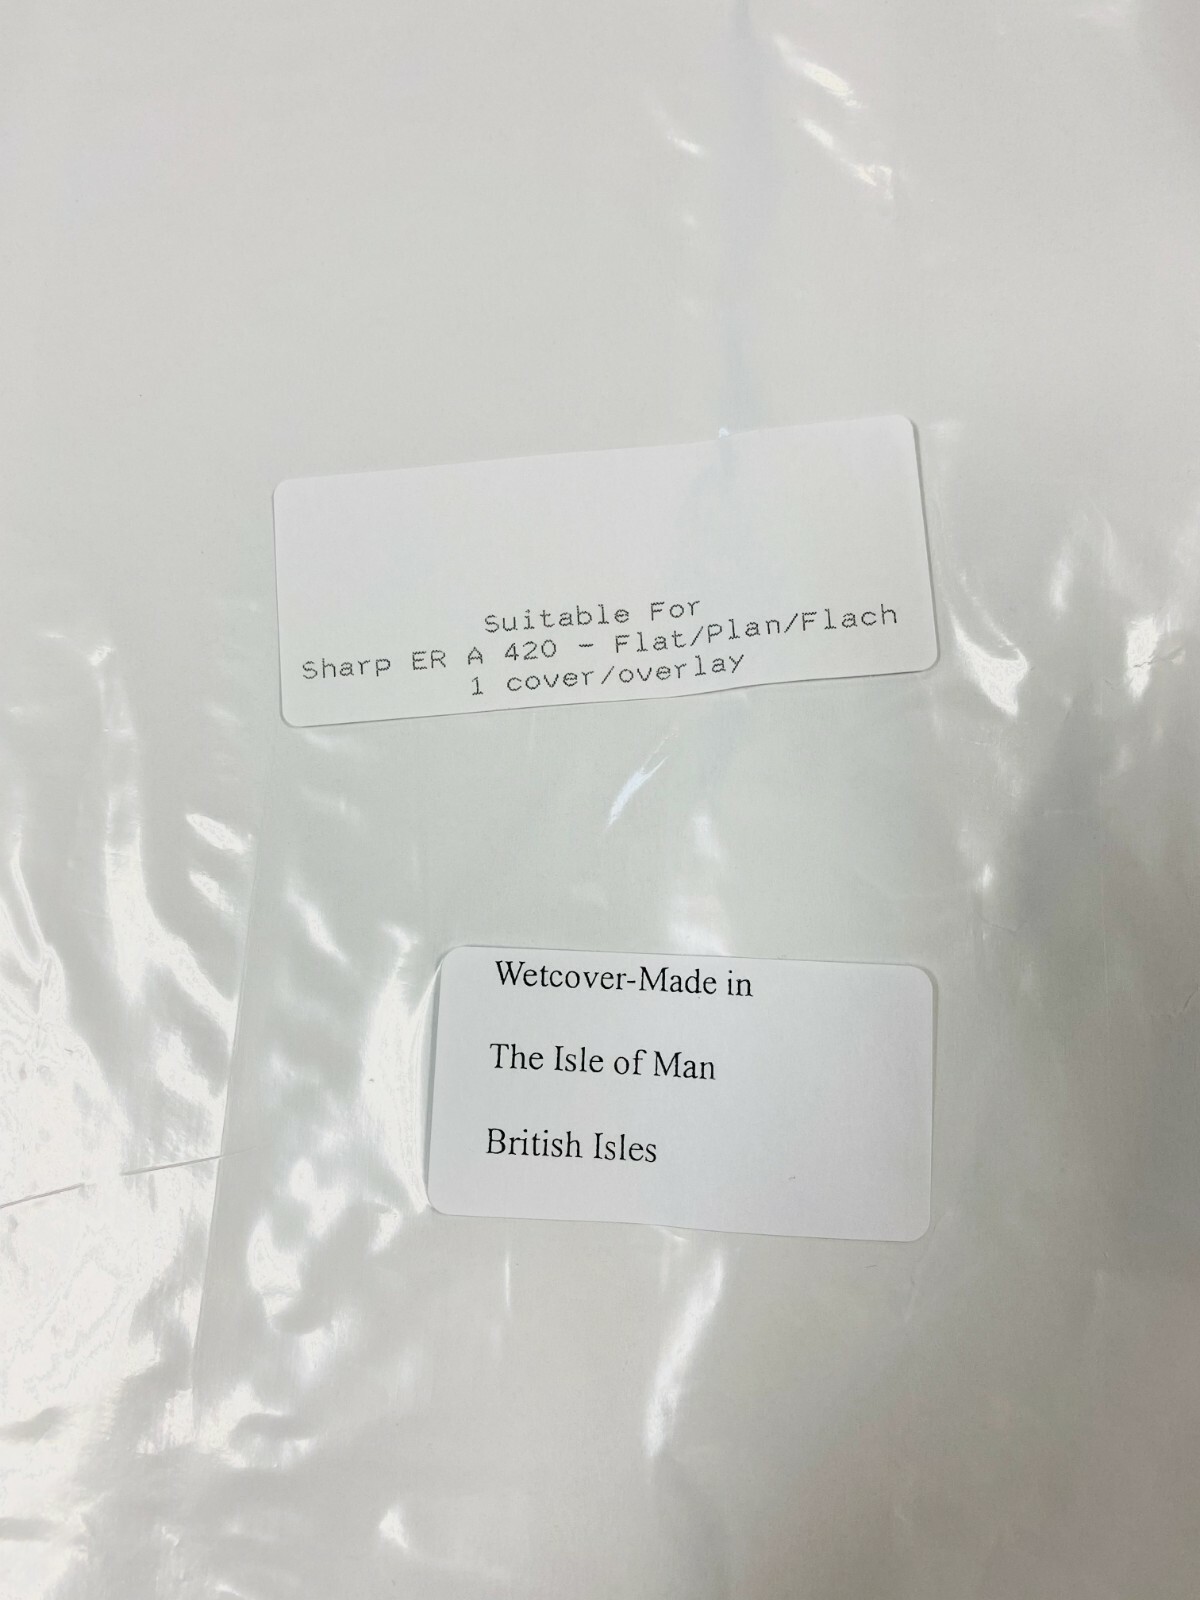 Suitable For
Sharp ER A 420 - Flat/Plan/Flach
1 cover/overlay
Wetcover-Made in
The Isle of Man
British Isles